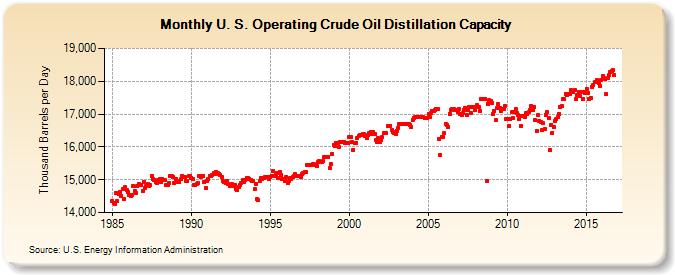 Monthly U. S. Operating Crude Oil Distillation Capacity
Thousand Barrels per Day
19,000
18,000
17,000
16,000
15,000
14,000
1985 1990 1995 2000 2005 2010 2015
Source: U.S. Energy Information Administration